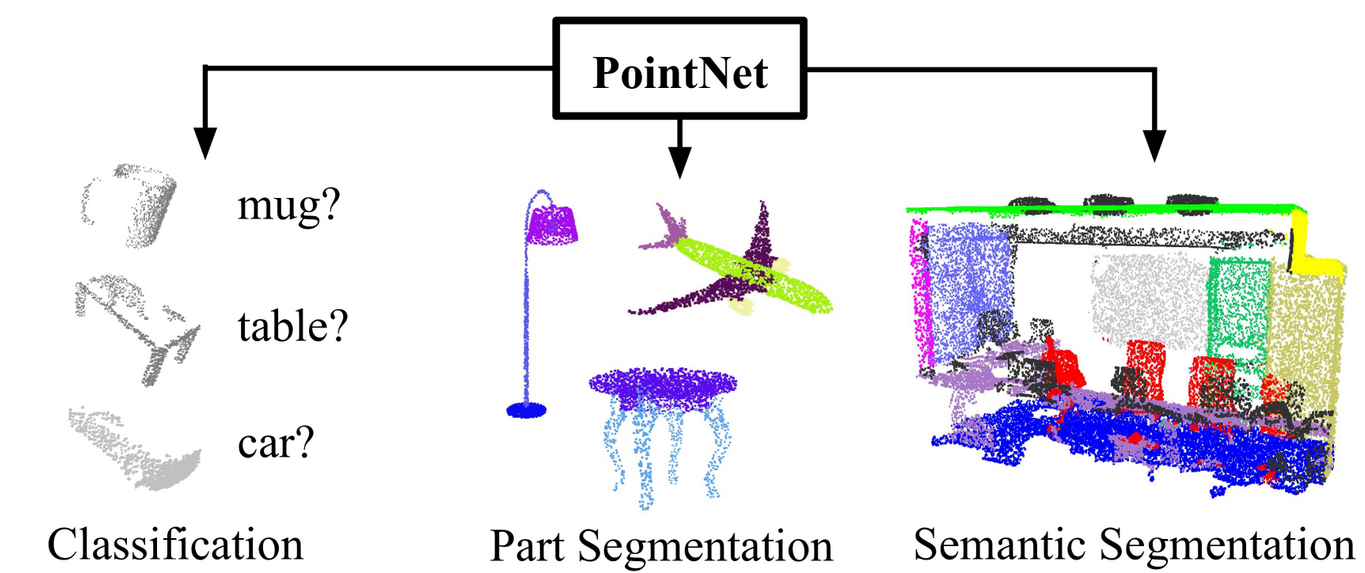 PointNet
mug?
table?
car?
Classification
Part Segmentation
Semantic Segmentation